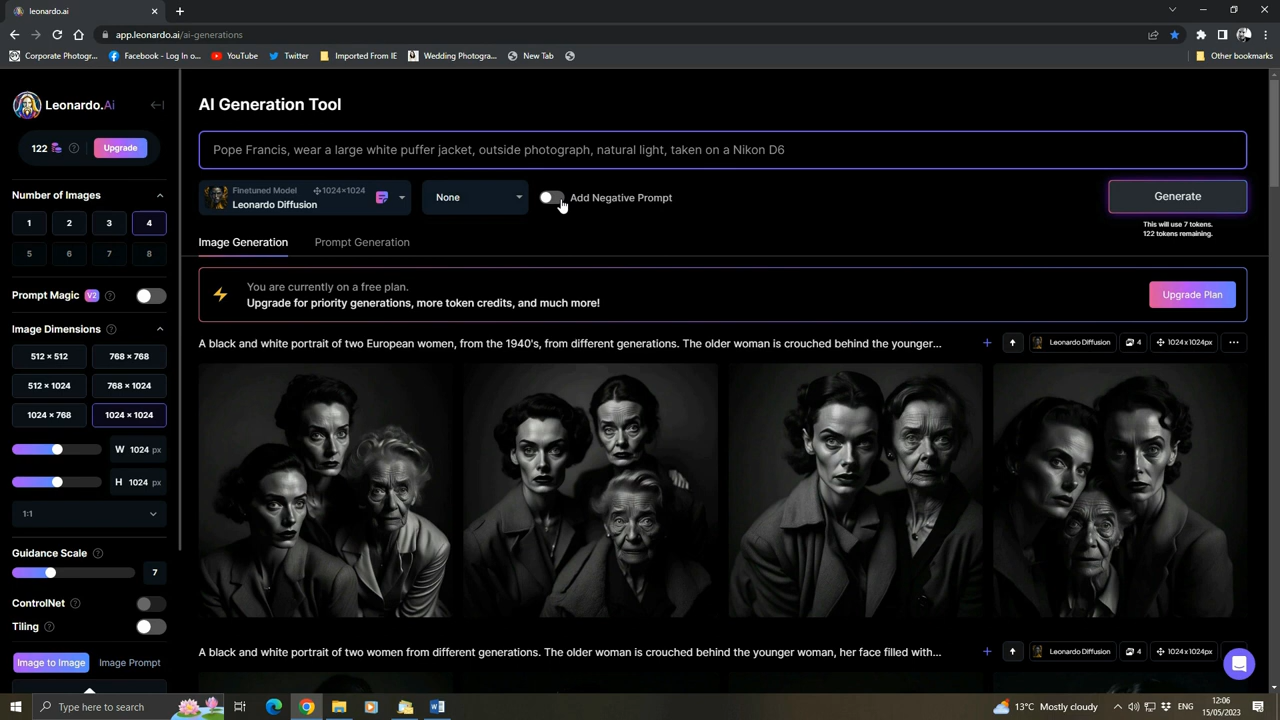 leonardo.ai
app.leonardo.ai/ai-generations
Corporate Photogr... Facebook - Log In o... YouTube Twitter Imported From IE Wedding Photogra... New Tab Other bookmarks
Leonardo.Ai
122 Upgrade
Number of Images
1 2 3 4
5 6 7 8
Prompt Magic V2
Image Dimensions
512 × 512 768 × 768
512 × 1024 768 × 1024
1024 × 768 1024 × 1024
W 1024 px
H 1024 px
1:1
Guidance Scale
7
ControlNet
Tiling
Image to Image Image Prompt
AI Generation Tool
Pope Francis, wear a large white puffer jacket, outside photograph, natural light, taken on a Nikon D6
Finetuned Model 1024×1024
Leonardo Diffusion
None
Add Negative Prompt
Generate
This will use 7 tokens.
122 tokens remaining.
Image Generation Prompt Generation
You are currently on a free plan.
Upgrade for priority generations, more token credits, and much more!
Upgrade Plan
A black and white portrait of two European women, from the 1940's, from different generations. The older woman is crouched behind the younger...
Leonardo Diffusion 4 1024x1024px
A black and white portrait of two women from different generations. The older woman is crouched behind the younger woman, her face filled with...
Leonardo Diffusion 4 1024x1024px
Type here to search
13°C Mostly cloudy
ENG
12:06
15/05/2023